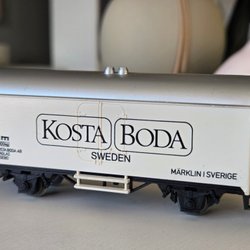 KOSTA BODA
SWEDEN
MÄRKLIN I SVERIGE